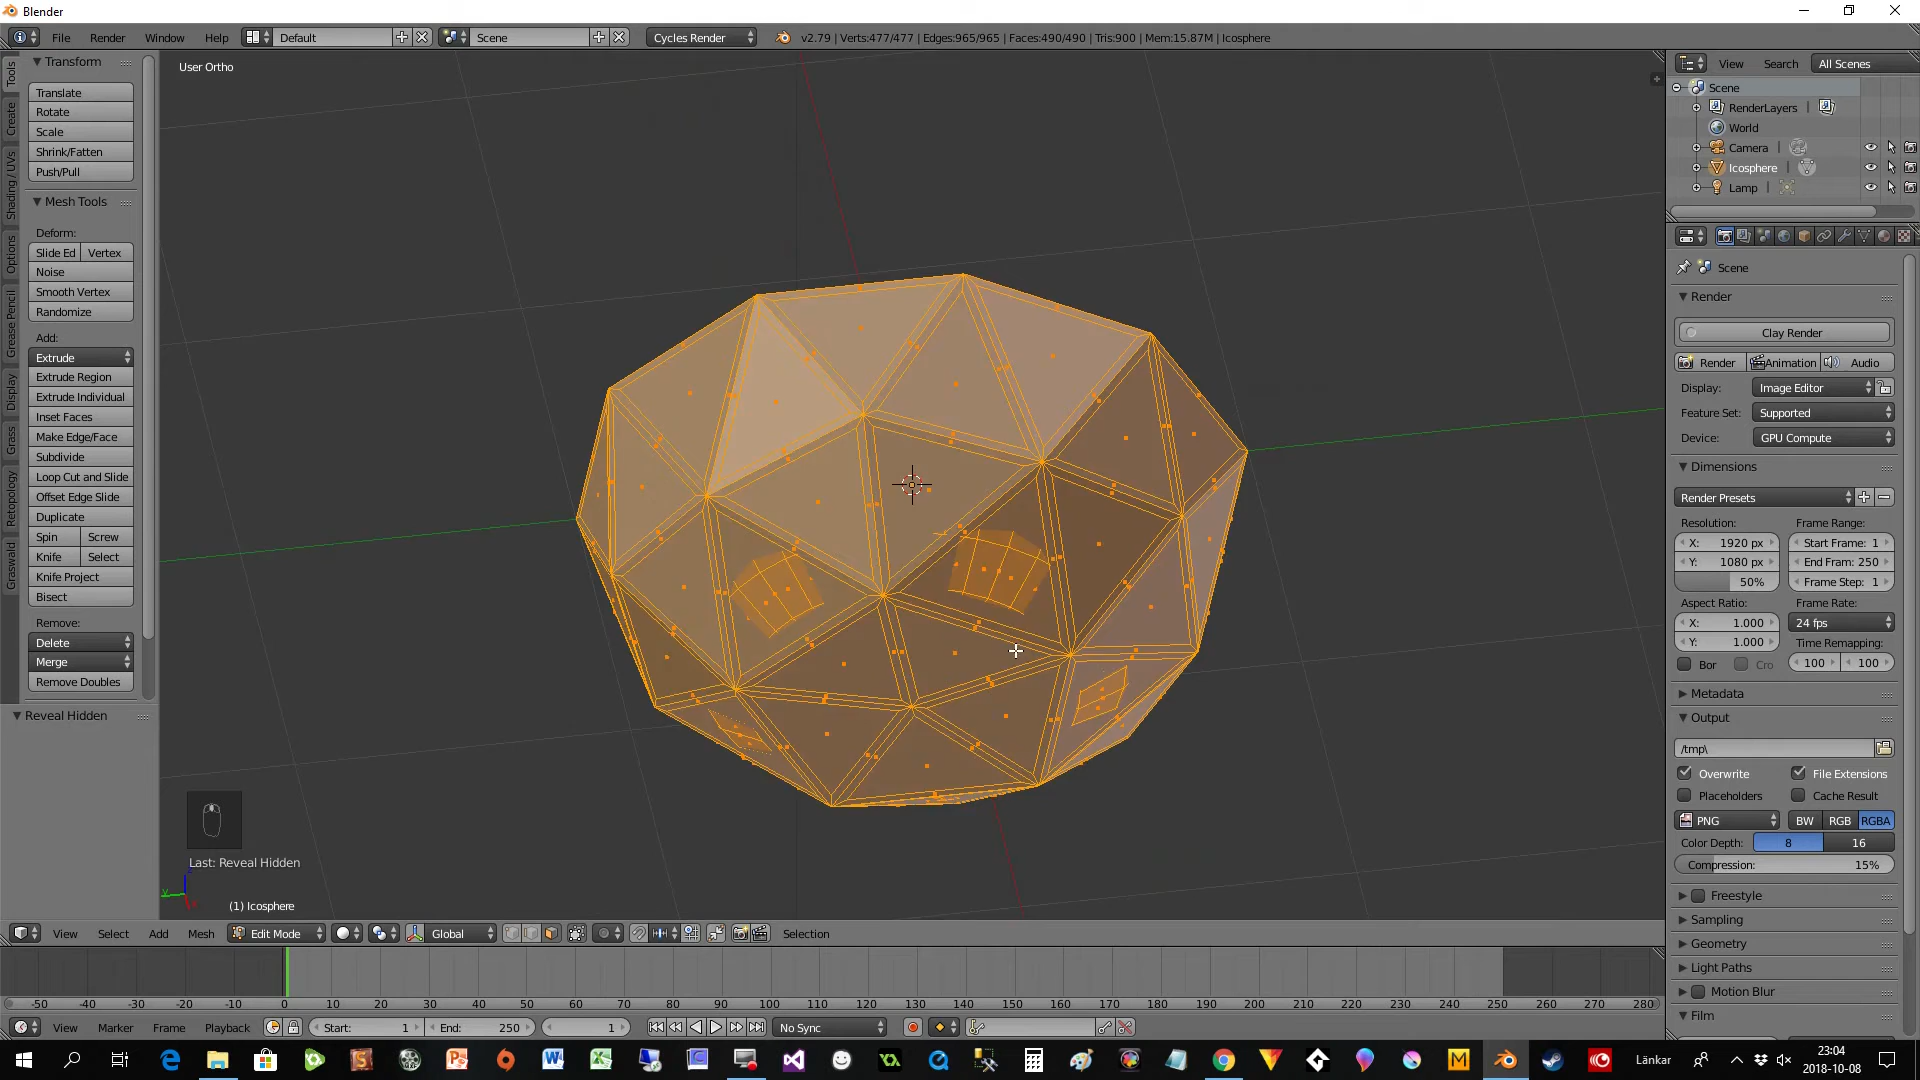 Blender
File Render Window Help Default Scene Cycles Render v2.79 | Verts:477/477 | Edges:965/965 | Faces:490/490 | Tris:900 | Mem:15.87M | Icosphere
Tools
Create
Shading / UVs
Options
Grease Pencil
Display
Grass
Retopology
Graswald
Transform
Translate
Rotate
Scale
Shrink/Fatten
Push/Pull
Mesh Tools
Deform:
Slide Ed Vertex
Noise
Smooth Vertex
Randomize
Add:
Extrude
Extrude Region
Extrude Individual
Inset Faces
Make Edge/Face
Subdivide
Loop Cut and Slide
Offset Edge Slide
Duplicate
Spin Screw
Knife Select
Knife Project
Bisect
Remove:
Delete
Merge
Remove Doubles
Reveal Hidden
User Ortho
Last: Reveal Hidden
(1) Icosphere
View Select Add Mesh Edit Mode Global Selection
-50 -40 -30 -20 -10 0 10 20 30 40 50 60 70 80 90 100 110 120 130 140 150 160 170 180 190 200 210 220 230 240 250 260 270 280
View Marker Frame Playback Start: 1 End: 250 1 No Sync
View Search All Scenes
Scene
RenderLayers
World
Camera
Icosphere
Lamp
Scene
Render
Clay Render
Render Animation Audio
Display: Image Editor
Feature Set: Supported
Device: GPU Compute
Dimensions
Render Presets
Resolution: Frame Range:
X: 1920 px Start Frame: 1
Y: 1080 px End Fram: 250
50% Frame Step: 1
Aspect Ratio: Frame Rate:
X: 1.000 24 fps
Y: 1.000 Time Remapping:
Bor Cro 100 100
Metadata
Output
/tmp\
Overwrite File Extensions
Placeholders Cache Result
PNG BW RGB RGBA
Color Depth: 8 16
Compression: 15%
Freestyle
Sampling
Geometry
Light Paths
Motion Blur
Film
Länkar
23:04
2018-10-08